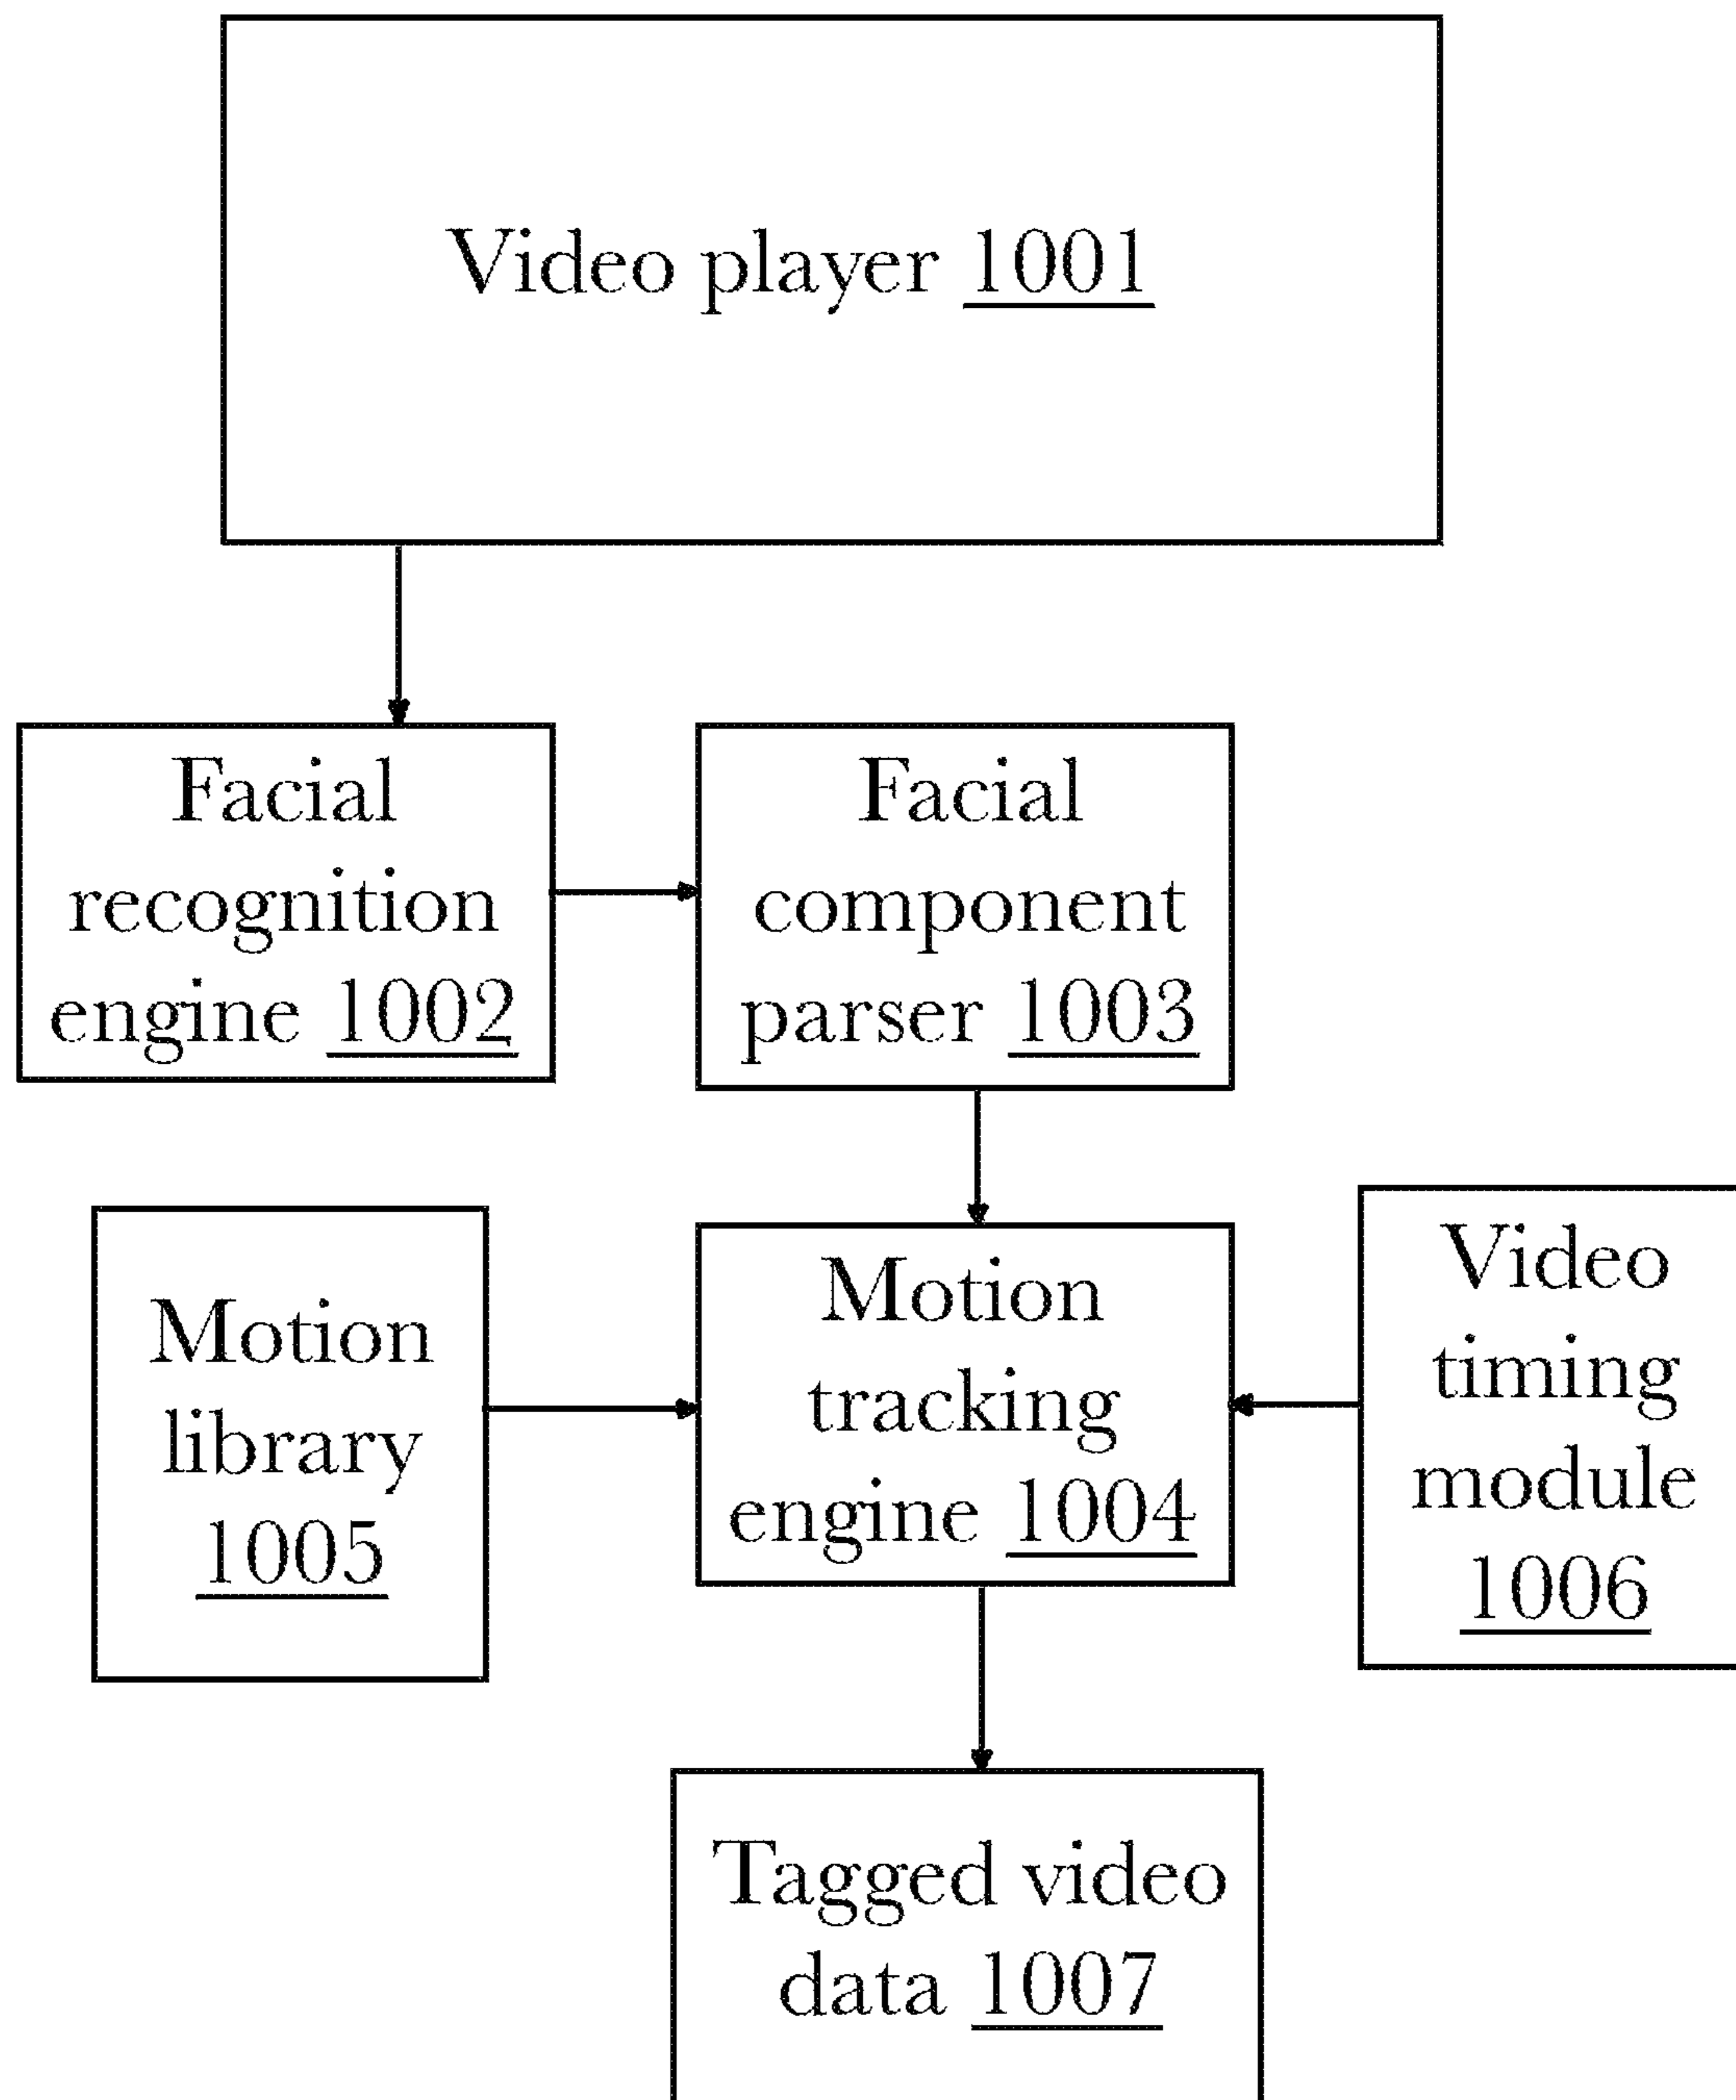 Video player 1001
Facial
recognition
engine 1002
Facial
component
parser 1003
Motion
library
1005
Motion
tracking
engine 1004
Video
timing
module
1006
Tagged video
data 1007